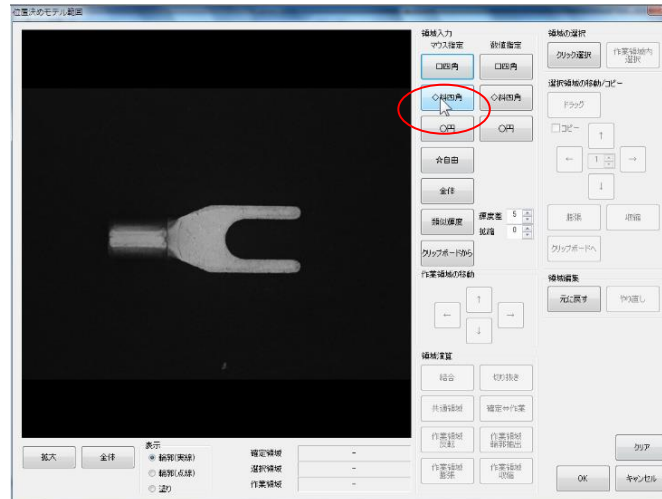 位置決めモデル範囲
領域入力
マウス指定
数値指定
□四角
□四角
◇斜四角
◇斜四角
○円
○円
☆自由
全体
類似輝度
輝度差 5
拡縮 0
クリップボードから
作業領域の移動
←
↑
→
↓
領域演算
結合
切り抜き
共通領域
確定⇔作業
作業領域
反転
作業領域
輪郭抽出
作業領域
膨張
作業領域
収縮
領域の選択
クリック選択
作業領域内
選択
選択領域の移動/コピー
ドラッグ
コピー
↑
←
1
→
↓
膨張
収縮
クリップボードへ
領域編集
元に戻す
やり直し
拡大
全体
表示
輪郭(実線)
輪郭(点線)
塗り
確定領域 -
選択領域 -
作業領域 -
クリア
OK
キャンセル